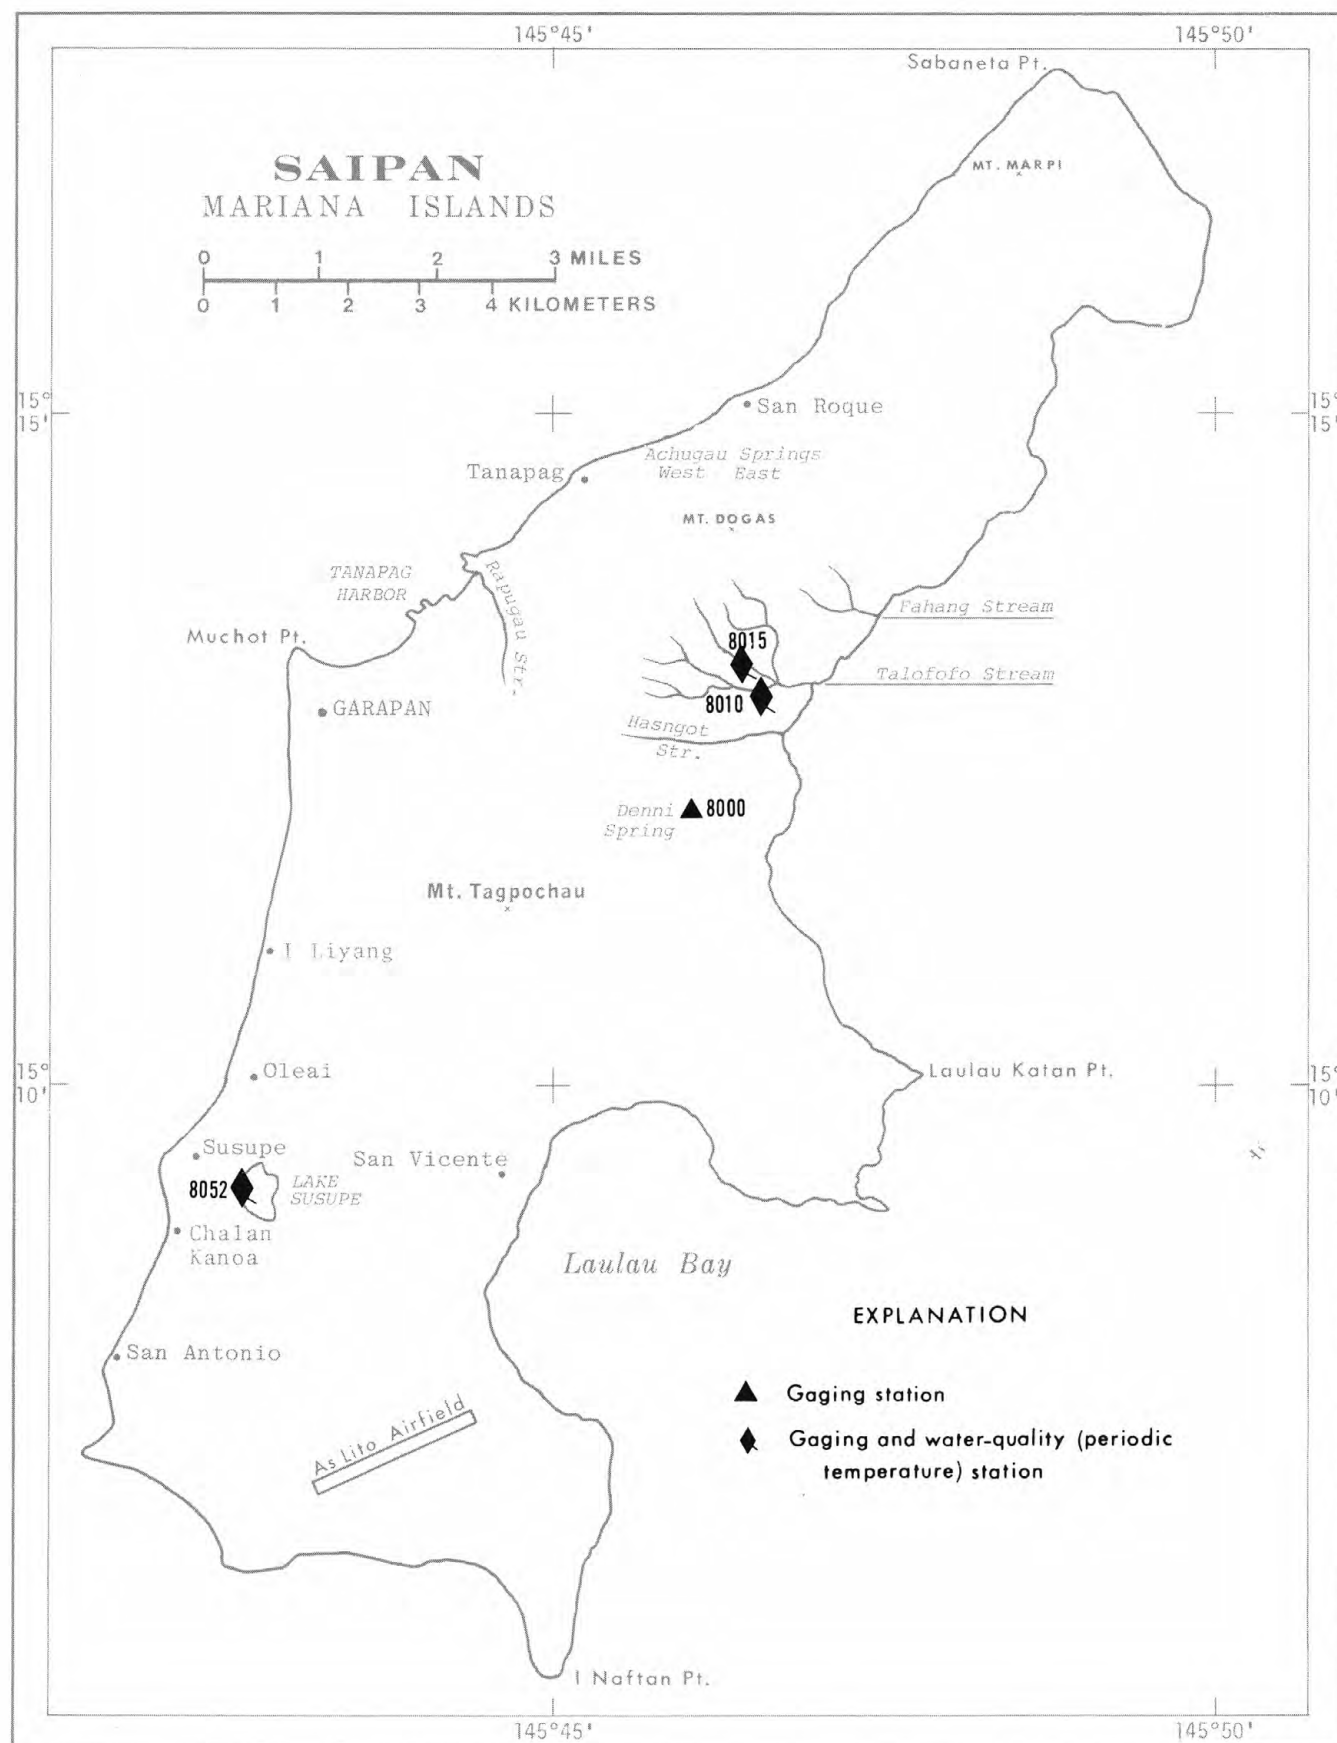 145°45' 145°50'
Sabaneta Pt.
SAIPAN
MARIANA ISLANDS
MT. MARPI
0 1 2 3 MILES
0 1 2 3 4 KILOMETERS
15° 15'
15° 15'
San Roque
Achugau Springs
West East
Tanapag
MT. DOGAS
TANAPAG
HARBOR
Rapugau Str.
Fahang Stream
Muchot Pt.
8015
Talofofo Stream
8010
GARAPAN
Hasngot
Str.
Denni
Spring
8000
Mt. Tagpochau
I Liyang
15° 10'
15° 10'
Oleai
Laulau Katan Pt.
Susupe
San Vicente
8052
LAKE
SUSUPE
Chalan
Kanoa
Laulau Bay
EXPLANATION
San Antonio
Gaging station
As Lito Airfield
Gaging and water-quality (periodic
temperature) station
I Naftan Pt.
145°45' 145°50'